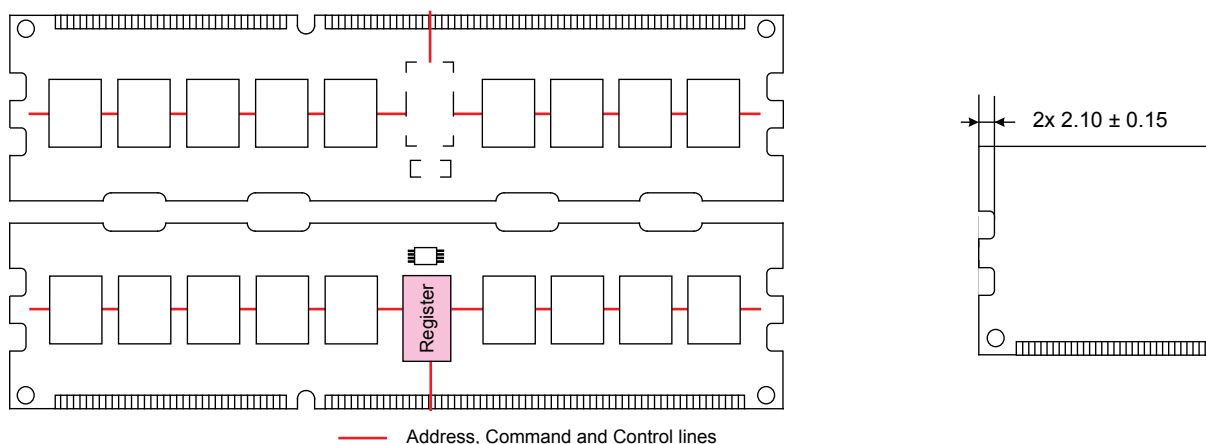 2x 2.10 ± 0.15
Register
Address, Command and Control lines